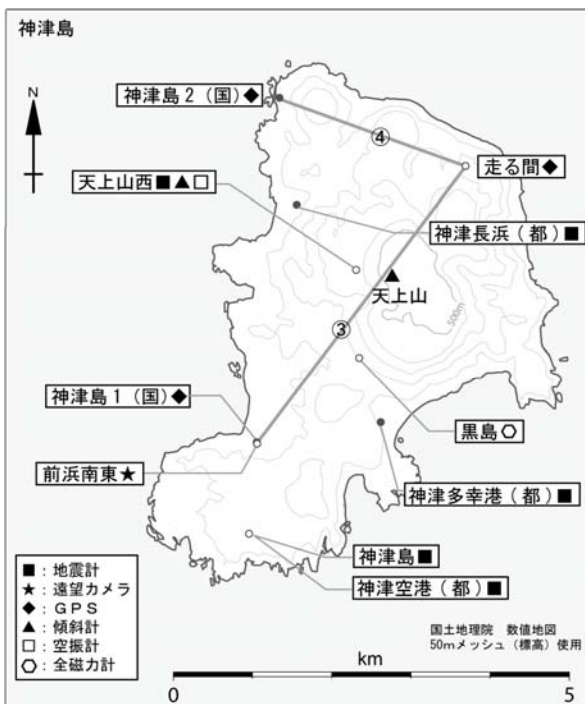 神津島
神津島2(国)◆
N
④
走る間◆
天上山西■▲□
神津長浜(都)■
天上山
500m
③
神津島1(国)◆
黒島⬡
前浜南東★
神津多幸港(都)■
神津島■
神津空港(都)■
■:地震計
★:遠望カメラ
◆:GPS
▲:傾斜計
□:空振計
⬡:全磁力計
国土地理院 数値地図
50mメッシュ(標高)使用
km
0 5